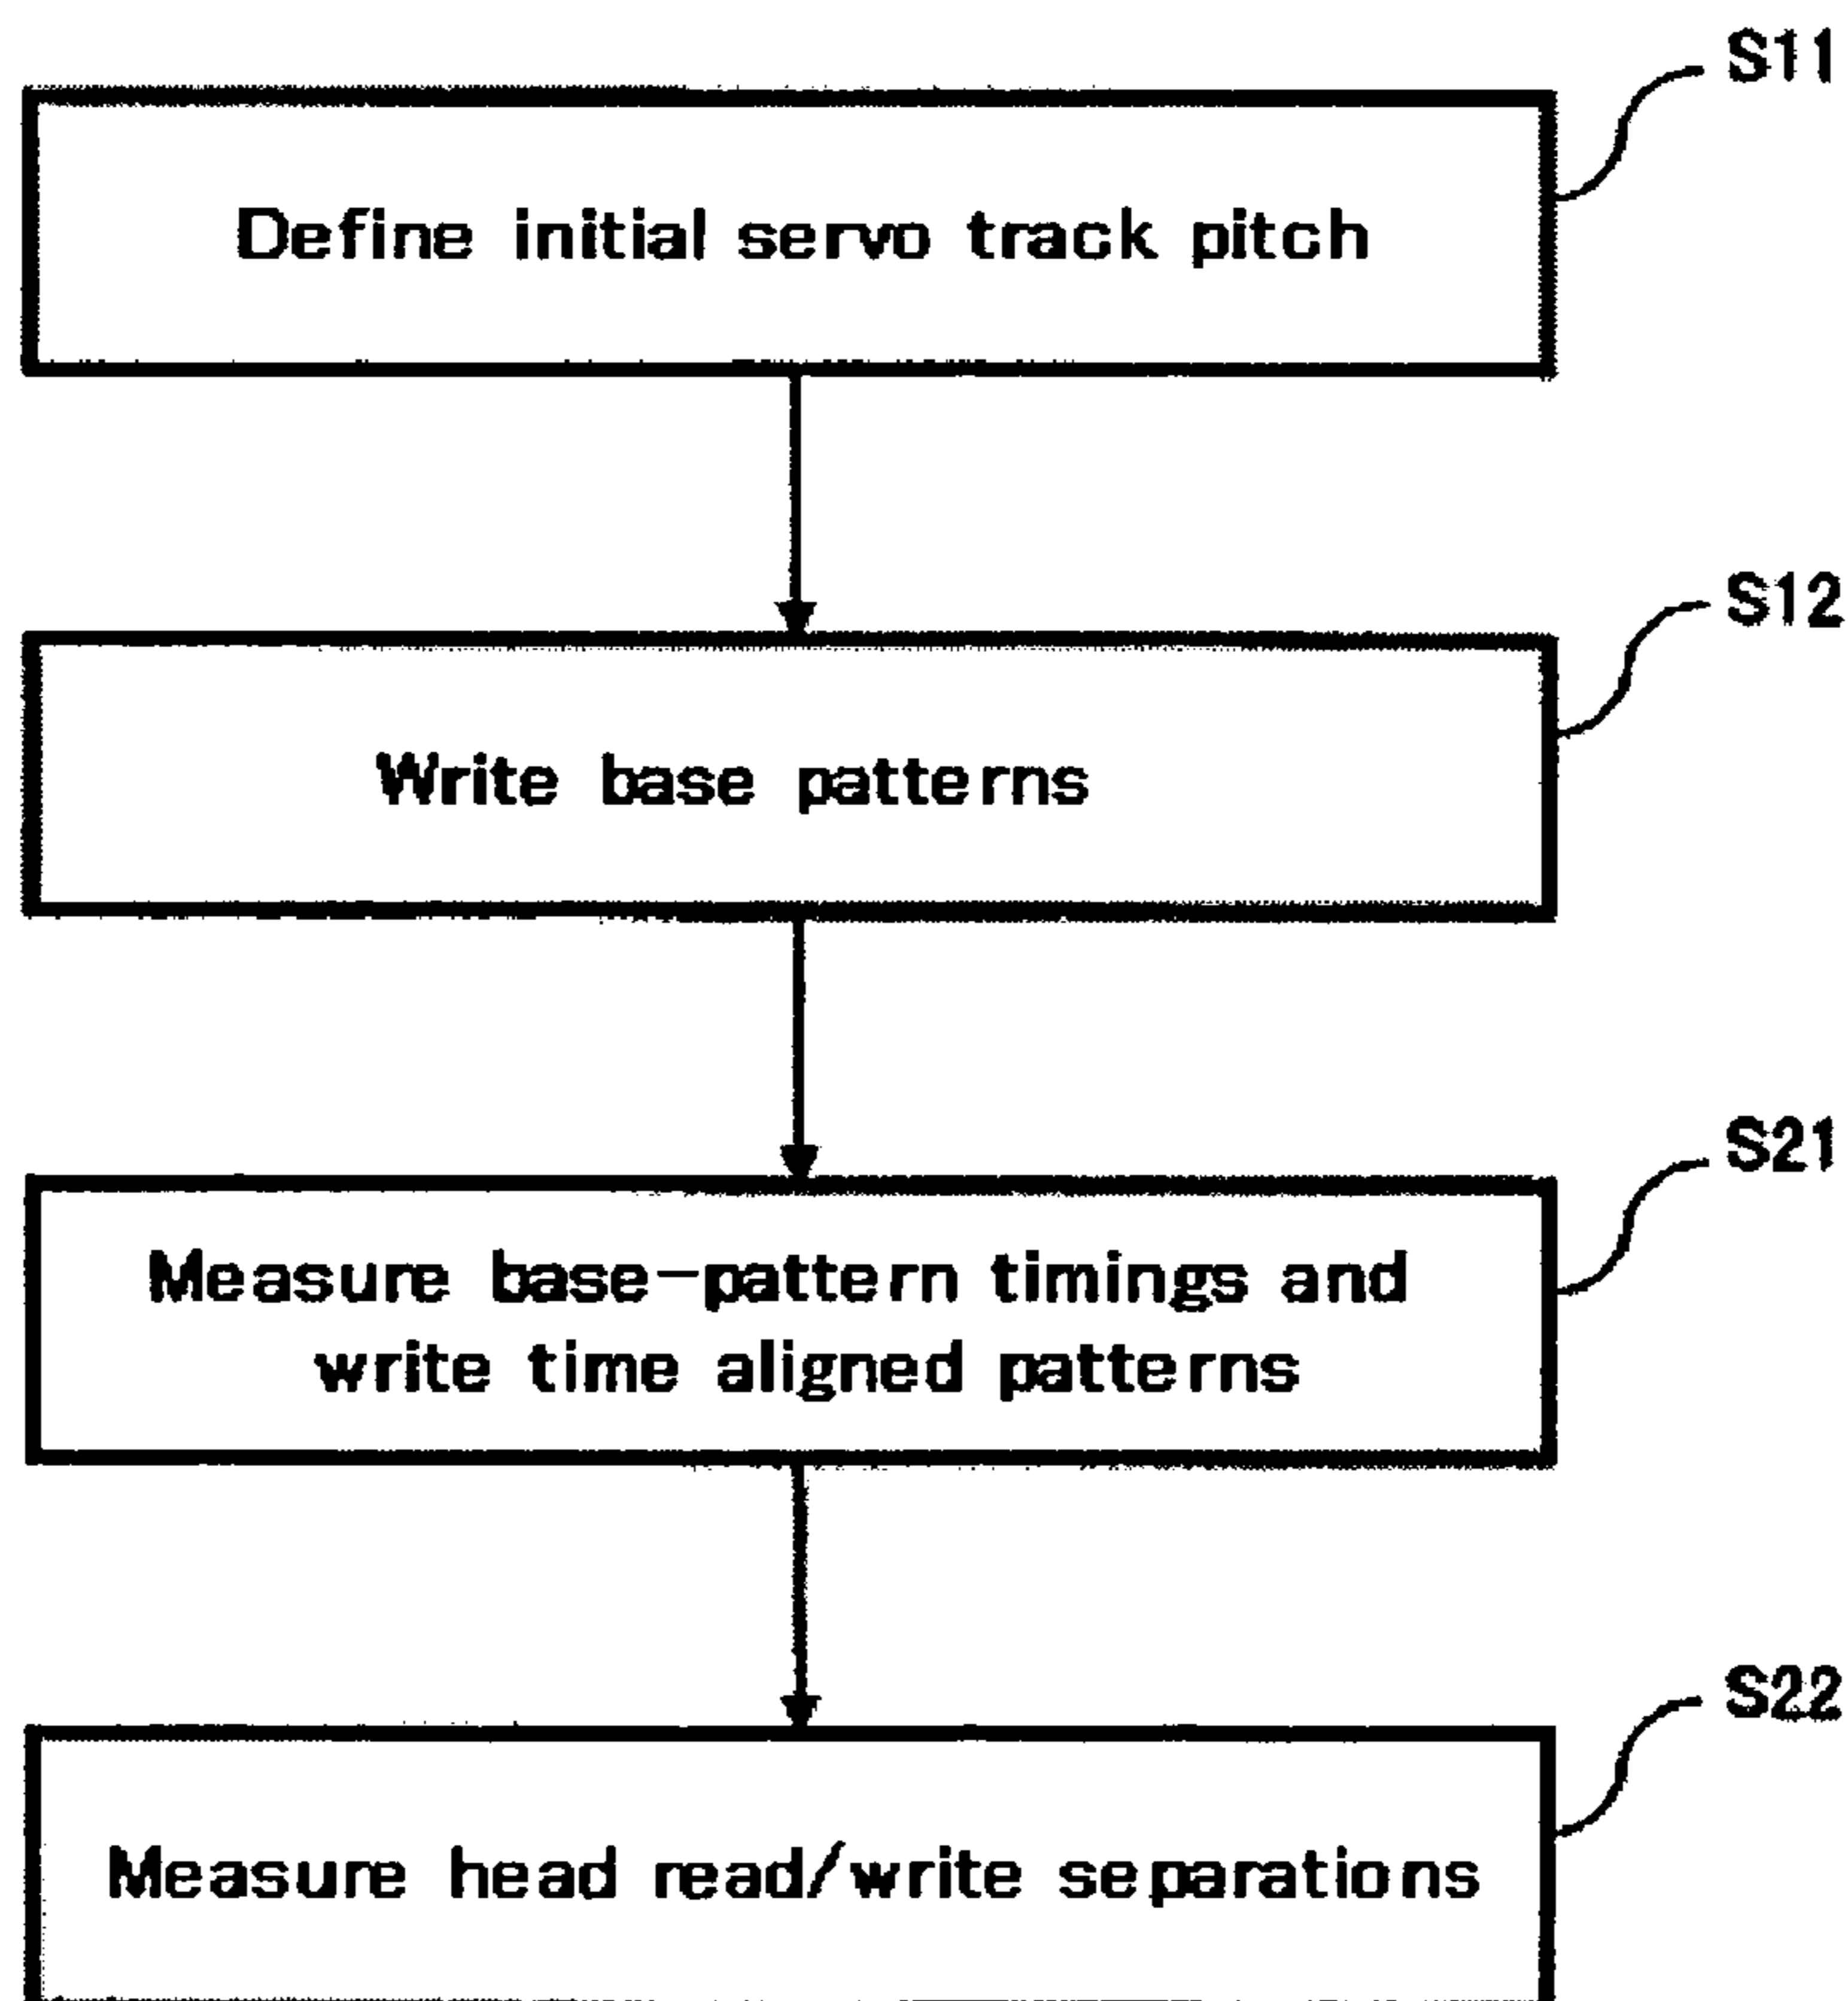 S11
Define initial servo track pitch
S12
Write base patterns
S21
Measure base-pattern timings and
write time aligned patterns
S22
Measure head read/write separations